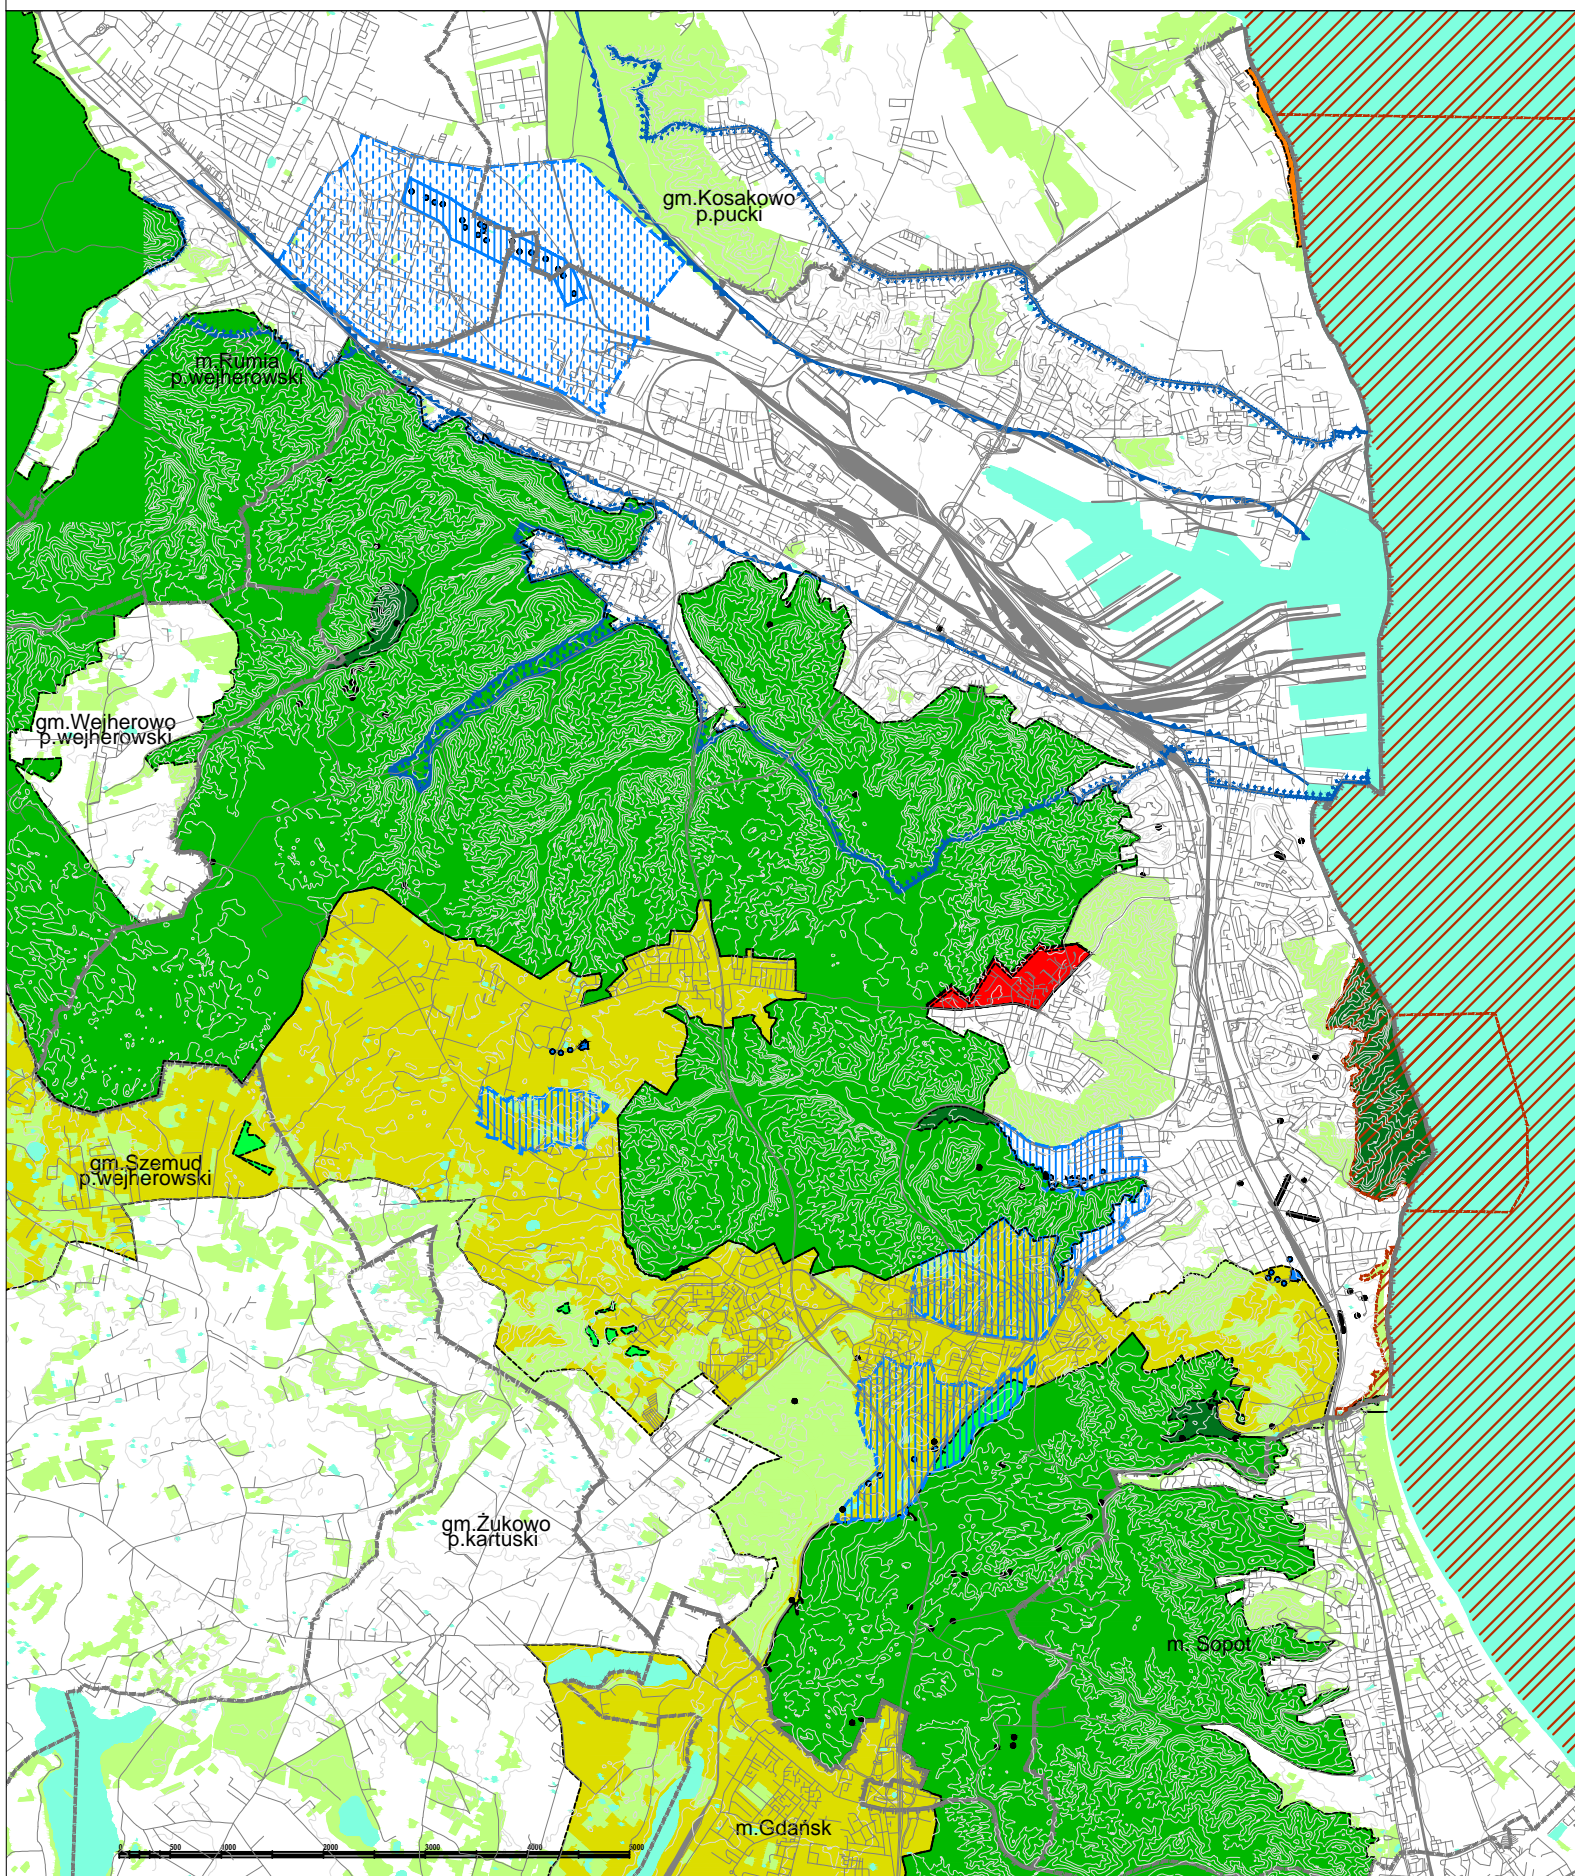 gm.Kosakowo
p.pucki
m.Rumia
p.wejherowski
gm.Wejherowo
p.wejherowski
gm.Szemud
p.wejherowski
gm.Żukowo
p.kartuski
m. Sopot
m.Gdańsk
0 500 1000 2000 3000 4000 5000